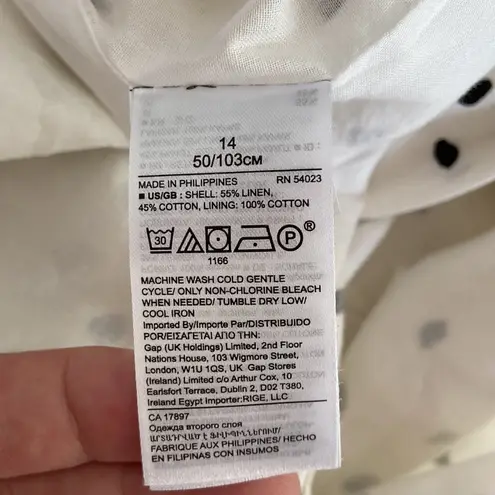 14
50/103CM
MADE IN PHILIPPINES RN 54023
■ US/GB : SHELL: 55% LINEN,
45% COTTON, LINING: 100% COTTON
30 P ®
1166
MACHINE WASH COLD GENTLE
CYCLE/ ONLY NON-CHLORINE BLEACH
WHEN NEEDED/ TUMBLE DRY LOW/
COOL IRON
Imported By/Importe Par/DISTRIBUIDO
POR/ΕΙΣΑΓΕΤΑΙ ΑΠΟ:
Gap (UK Holdings) Limited, 2nd Floor
Nations House, 103 Wigmore Street,
London, W1U 1QS, UK Gap Stores
(Ireland) Limited c/o Arthur Cox, 10
Earlsfort Terrace, Dublin 2, D02 T380,
Ireland Egypt Importer:RIGE, LLC
CA 17897
Одежда второго слоя
ԱՐՏԱԴՐՎԱԾ Է ՖԻԼԻՊԻՆՆԵՐՈՒՄ/
FABRIQUE AUX PHILIPPINES/ HECHO
EN FILIPINAS CON INSUMOS